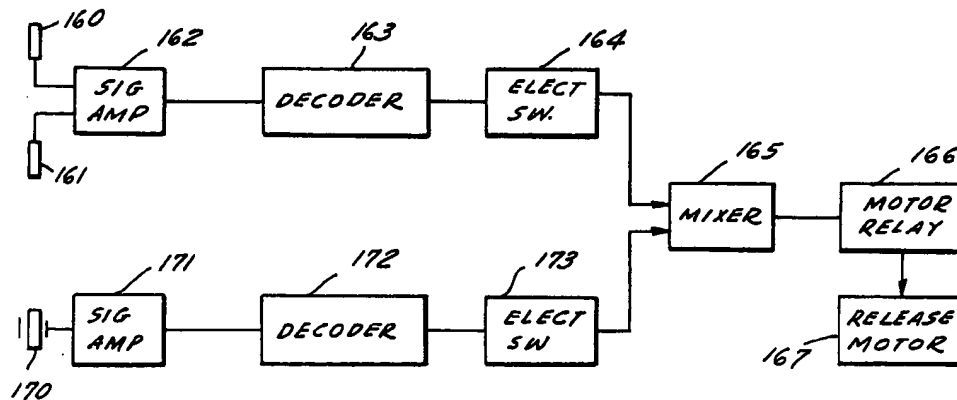 160
162
163
164
SIG
AMP
DECODER
ELECT
SW.
161
165
166
MIXER
MOTOR
RELAY
171
172
173
SIG
AMP
DECODER
ELECT
SW
RELEASE
MOTOR
167
170